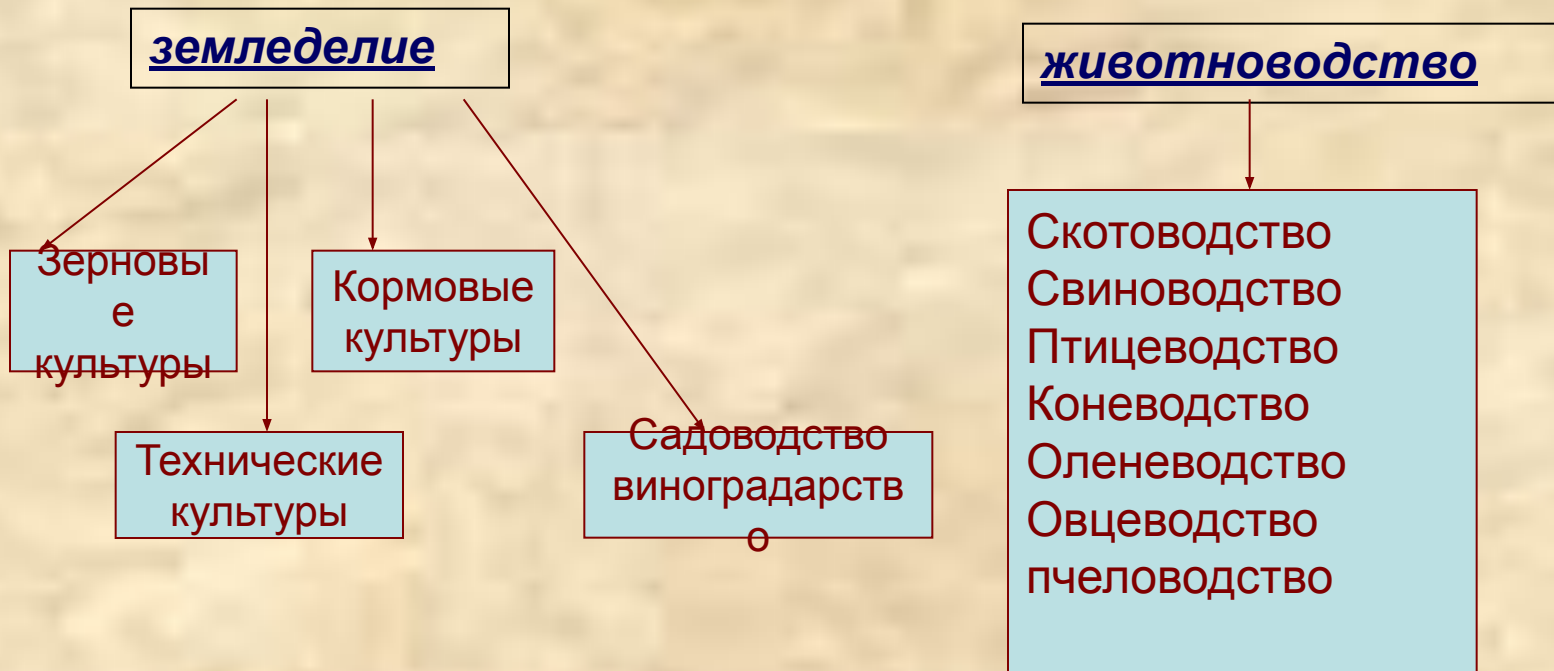 земледелие
животноводство
Зерновы
е
культуры
Кормовые
культуры
Технические
культуры
Садоводство
виноградарств
о
Скотоводство
Свиноводство
Птицеводство
Коневодство
Оленеводство
Овцеводство
пчеловодство